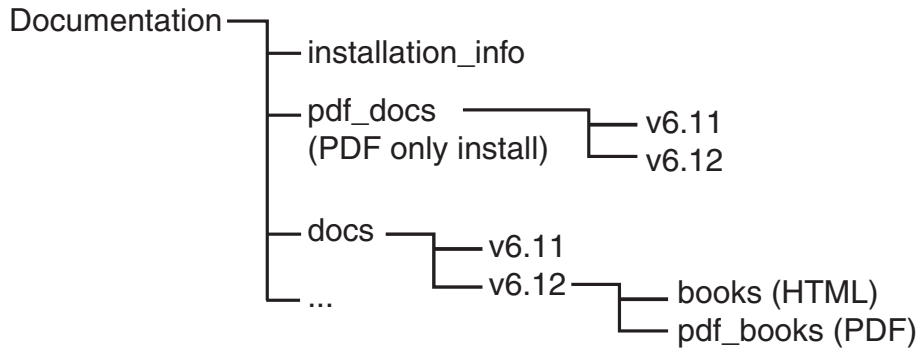 Documentation
installation_info
pdf_docs
(PDF only install)
v6.11
v6.12
docs
v6.11
v6.12
books (HTML)
pdf_books (PDF)
...